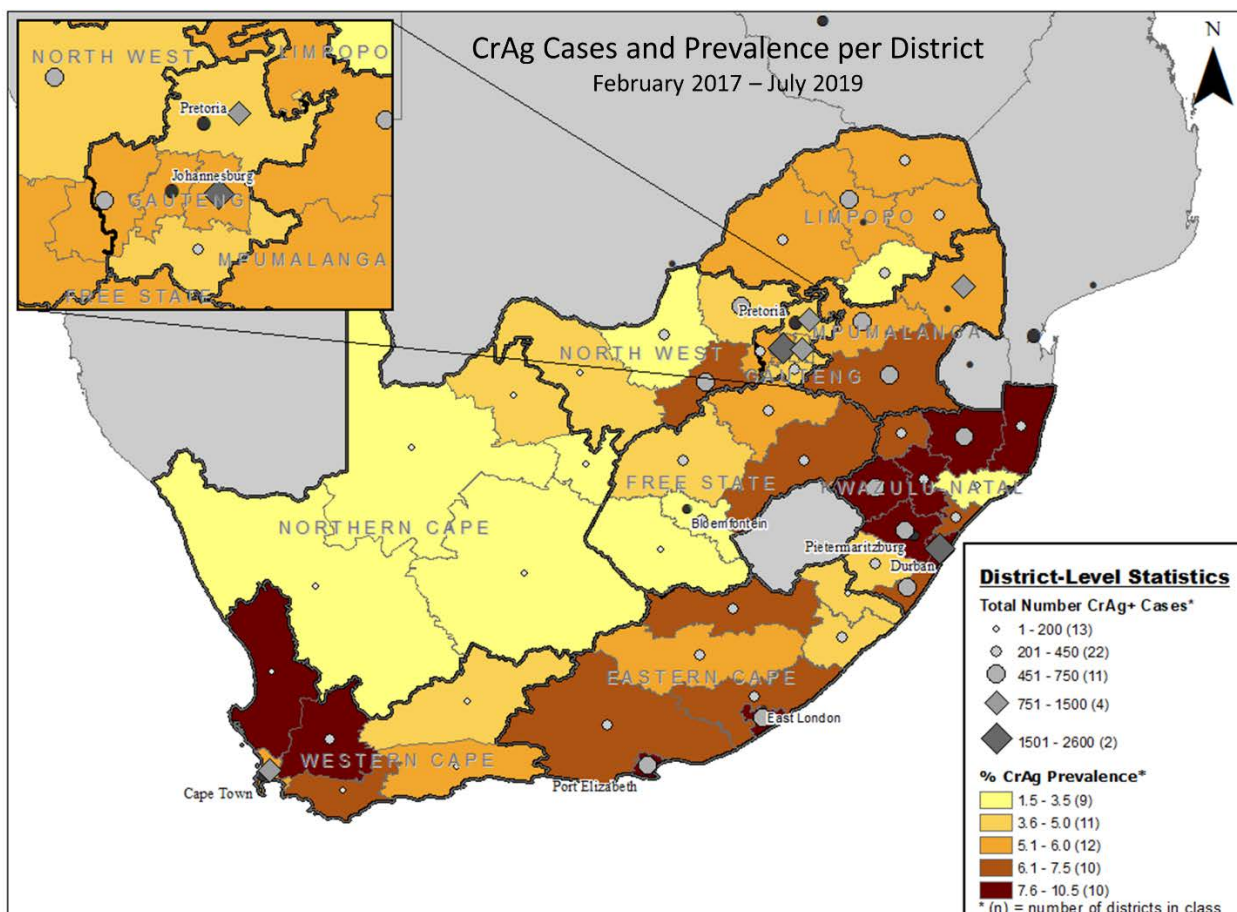 CrAg Cases and Prevalence per District
February 2017 – July 2019
N
NORTH WEST
LIMPOPO
Pretoria
Johannesburg
GAUTENG
MPUMALANGA
FREE STATE
LIMPOPO
Pretoria
MPUMALANGA
NORTH WEST
GAUTENG
FREE STATE
KWAZULU-NATAL
NORTHERN CAPE
Bloemfontein
Pietermaritzburg
Durban
EASTERN CAPE
East London
WESTERN CAPE
Port Elizabeth
Cape Town
District-Level Statistics
Total Number CrAg+ Cases*
1 - 200 (13)
201 - 450 (22)
451 - 750 (11)
751 - 1500 (4)
1501 - 2600 (2)
% CrAg Prevalence*
1.5 - 3.5 (9)
3.6 - 5.0 (11)
5.1 - 6.0 (12)
6.1 - 7.5 (10)
7.6 - 10.5 (10)
* (n) = number of districts in class